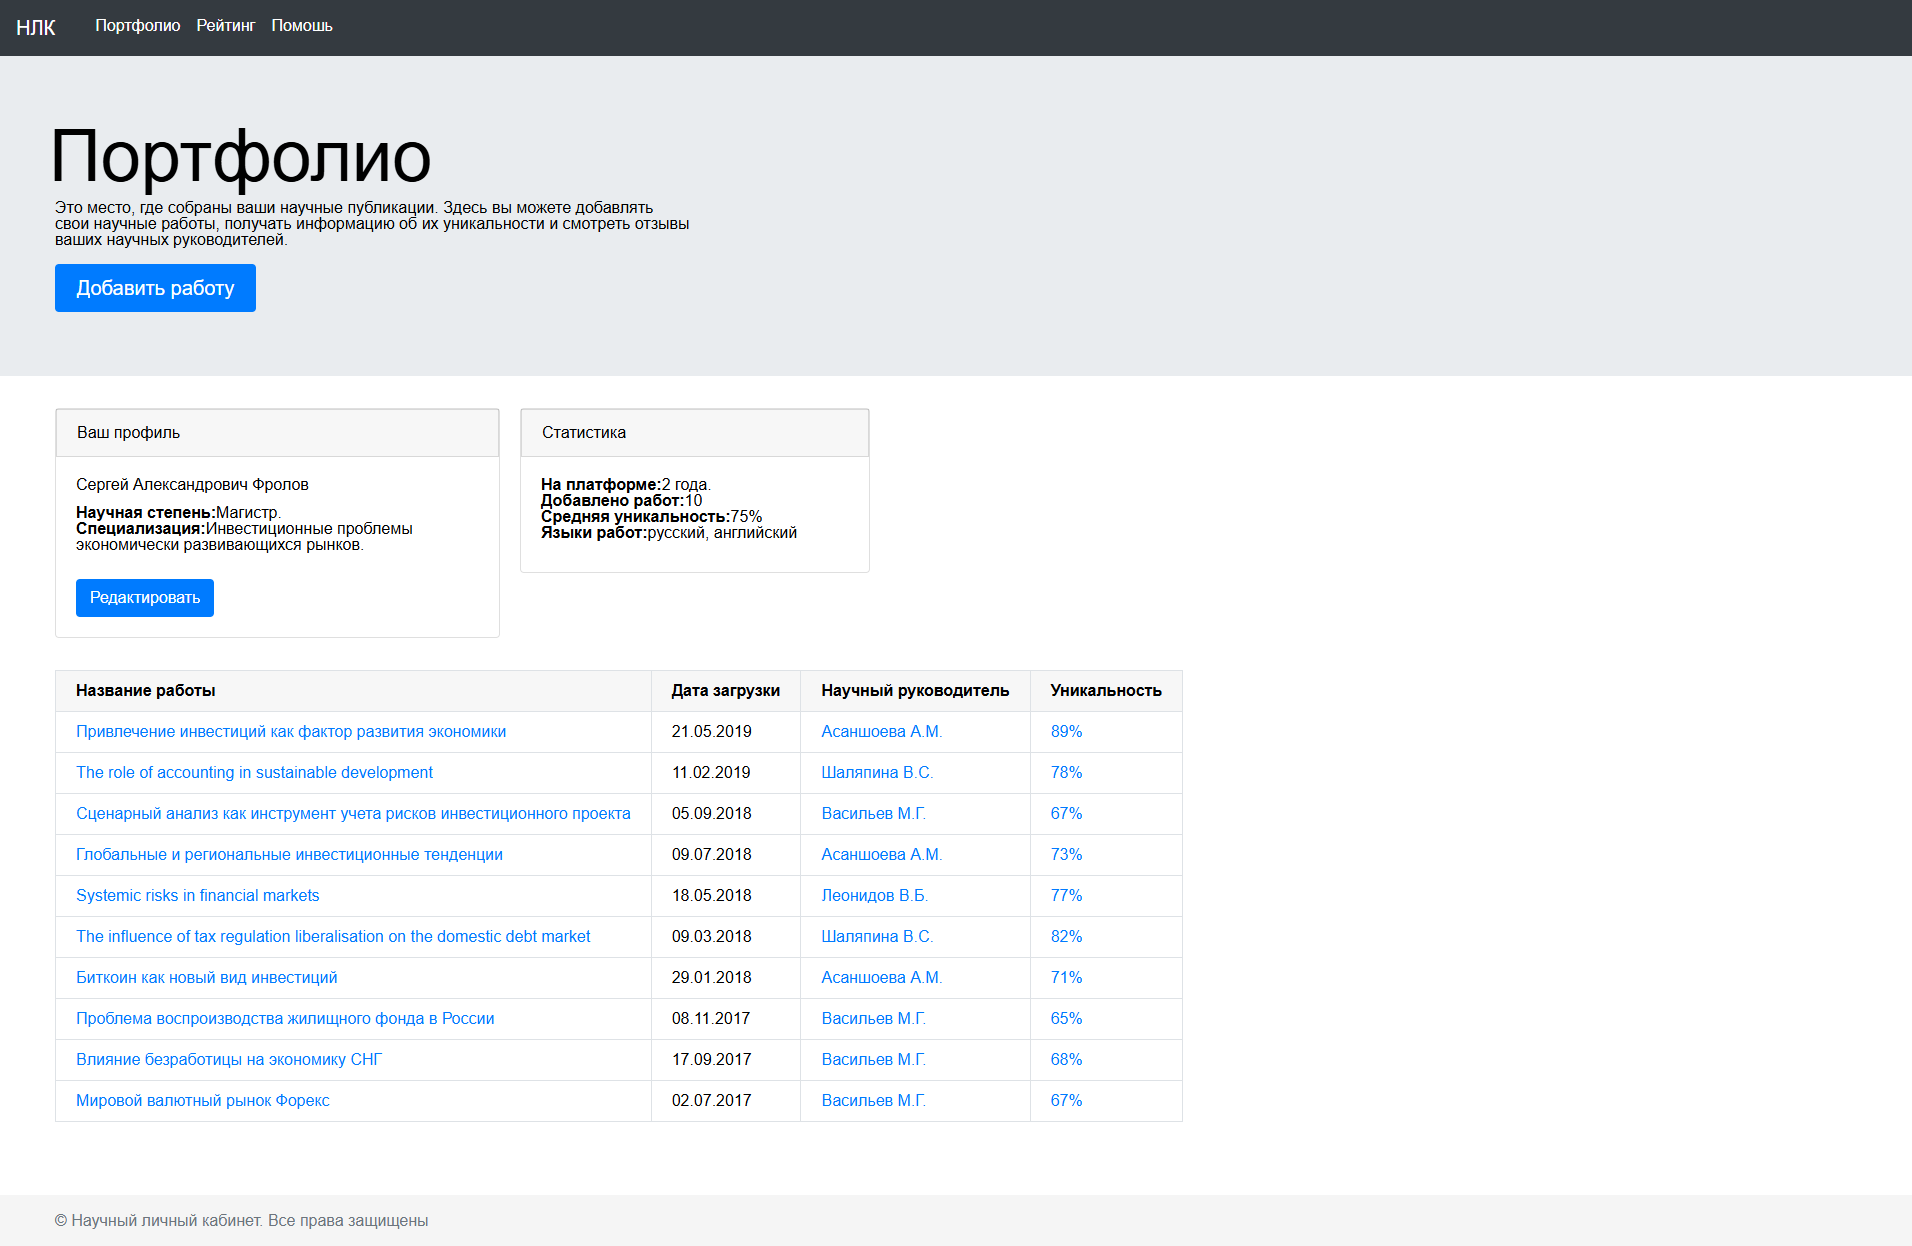 НЛК Портфолио Рейтинг Помошь
Портфолио
Это место, где собраны ваши научные публикации. Здесь вы можете добавлять
свои научные работы, получать информацию об их уникальности и смотреть отзывы
ваших научных руководителей.
Добавить работу
Ваш профиль
Сергей Александрович Фролов
Научная степень:Магистр.
Специализация:Инвестиционные проблемы
экономически развивающихся рынков.
Редактировать
Статистика
На платформе:2 года.
Добавлено работ:10
Средняя уникальность:75%
Языки работ:русский, английский
Название работы Дата загрузки Научный руководитель Уникальность
Привлечение инвестиций как фактор развития экономики 21.05.2019 Асаншоева А.М. 89%
The role of accounting in sustainable development 11.02.2019 Шаляпина В.С. 78%
Сценарный анализ как инструмент учета рисков инвестиционного проекта 05.09.2018 Васильев М.Г. 67%
Глобальные и региональные инвестиционные тенденции 09.07.2018 Асаншоева А.М. 73%
Systemic risks in financial markets 18.05.2018 Леонидов В.Б. 77%
The influence of tax regulation liberalisation on the domestic debt market 09.03.2018 Шаляпина В.С. 82%
Биткоин как новый вид инвестиций 29.01.2018 Асаншоева А.М. 71%
Проблема воспроизводства жилищного фонда в России 08.11.2017 Васильев М.Г. 65%
Влияние безработицы на экономику СНГ 17.09.2017 Васильев М.Г. 68%
Мировой валютный рынок Форекс 02.07.2017 Васильев М.Г. 67%
© Научный личный кабинет. Все права защищены